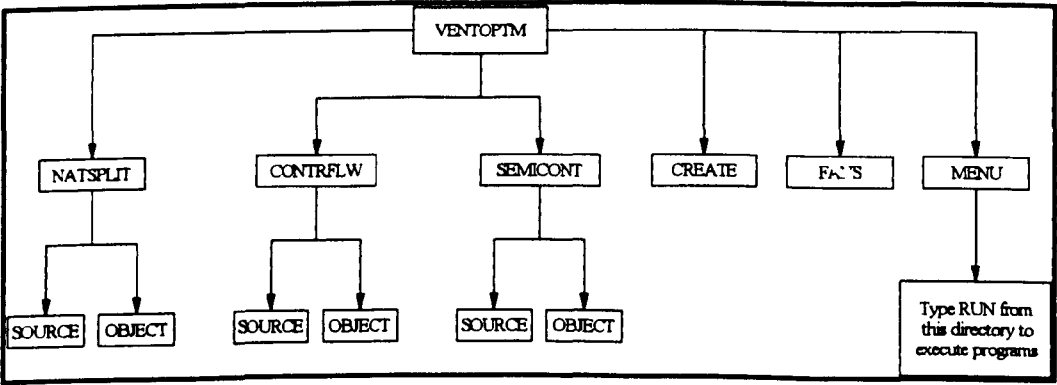 VENTOPTM
NATSPLIT
CONTRFLW
SEMICONT
CREATE
MENU
SOURCE
OBJECT
SOURCE
OBJECT
SOURCE
OBJECT
Type RUN from
this directory to
execute programs